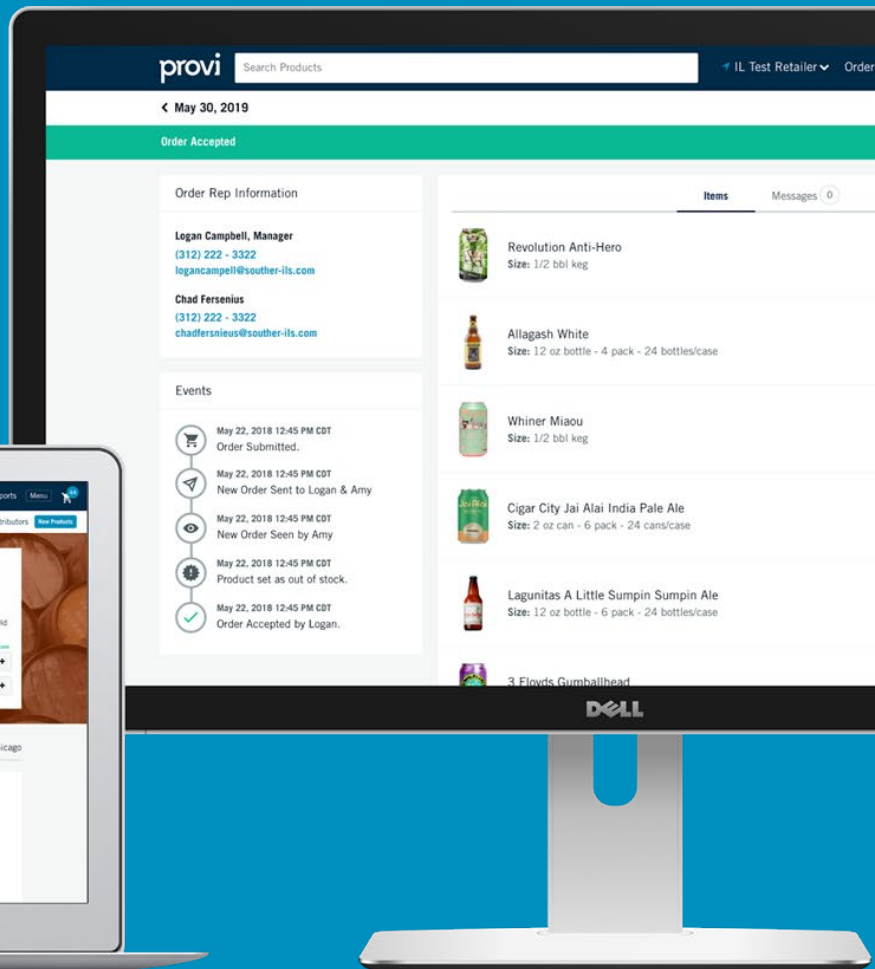 provi
Search Products
IL Test Retailer
Order
May 30, 2019
Order Accepted
Order Rep Information
Logan Campbell, Manager
(312) 222 - 3322
logancampell@souther-ils.com
Chad Fersenius
(312) 222 - 3322
chadfersnieus@souther-ils.com
Events
May 22, 2018 12:45 PM CDT
Order Submitted.
May 22, 2018 12:45 PM CDT
New Order Sent to Logan & Amy
May 22, 2018 12:45 PM CDT
New Order Seen by Amy
May 22, 2018 12:45 PM CDT
Product set as out of stock.
May 22, 2018 12:45 PM CDT
Order Accepted by Logan.
Items
Messages 0
Revolution Anti-Hero
Size: 1/2 bbl keg
Allagash White
Size: 12 oz bottle - 4 pack - 24 bottles/case
Whiner Miaou
Size: 1/2 bbl keg
Jai Alai
Cigar City Jai Alai India Pale Ale
Size: 2 oz can - 6 pack - 24 cans/case
Lagunitas A Little Sumpin Sumpin Ale
Size: 12 oz bottle - 6 pack - 24 bottles/case
3 Floyds Gumballhead
DELL
ports
Menu
44
tributors
New Products
ld
icago